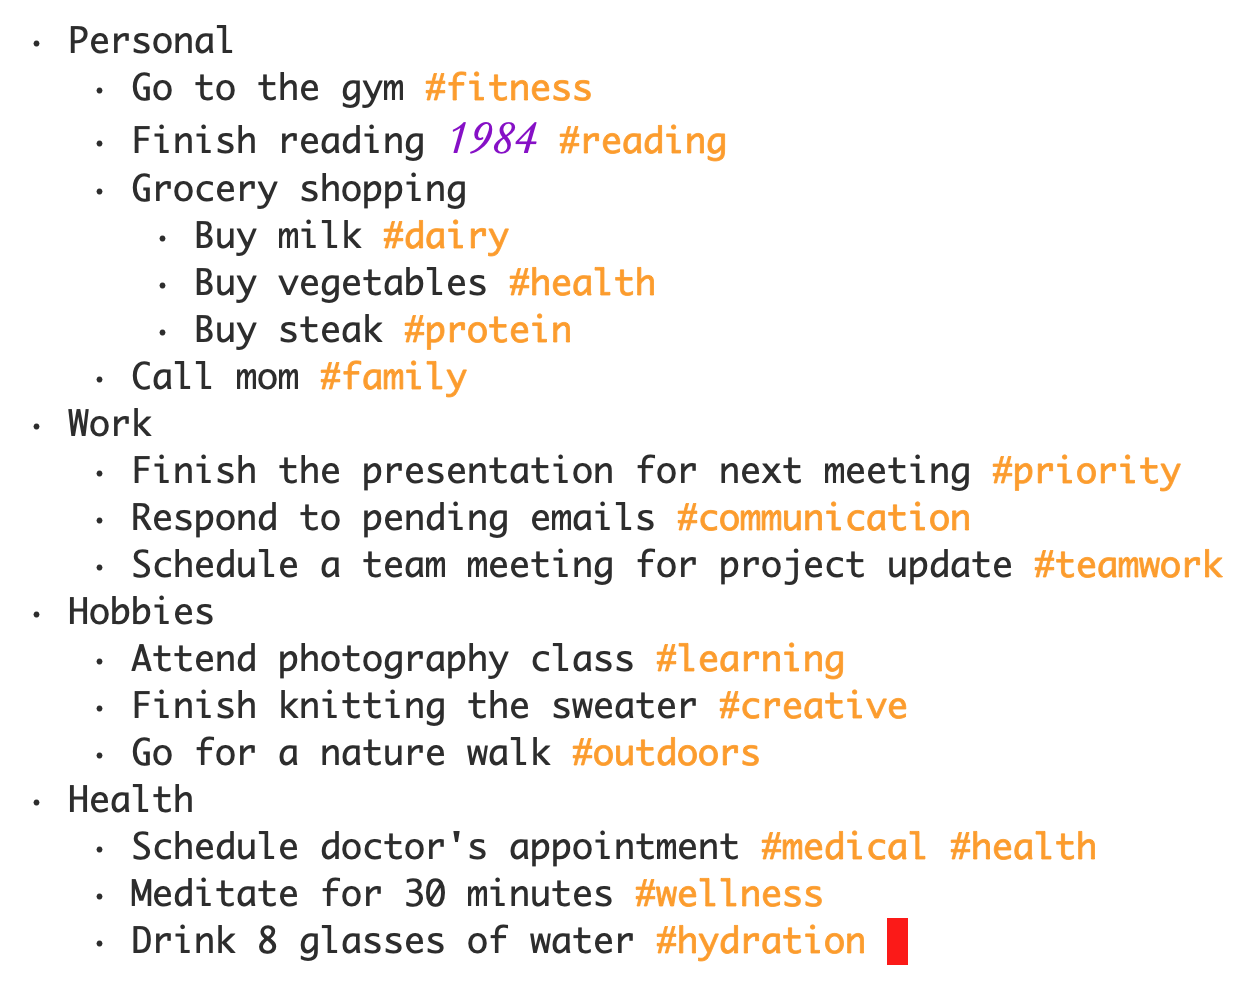 · Personal
· Go to the gym #fitness
· Finish reading 1984 #reading
· Grocery shopping
· Buy milk #dairy
· Buy vegetables #health
· Buy steak #protein
· Call mom #family
· Work
· Finish the presentation for next meeting #priority
· Respond to pending emails #communication
· Schedule a team meeting for project update #teamwork
· Hobbies
· Attend photography class #learning
· Finish knitting the sweater #creative
· Go for a nature walk #outdoors
· Health
· Schedule doctor's appointment #medical #health
· Meditate for 30 minutes #wellness
· Drink 8 glasses of water #hydration